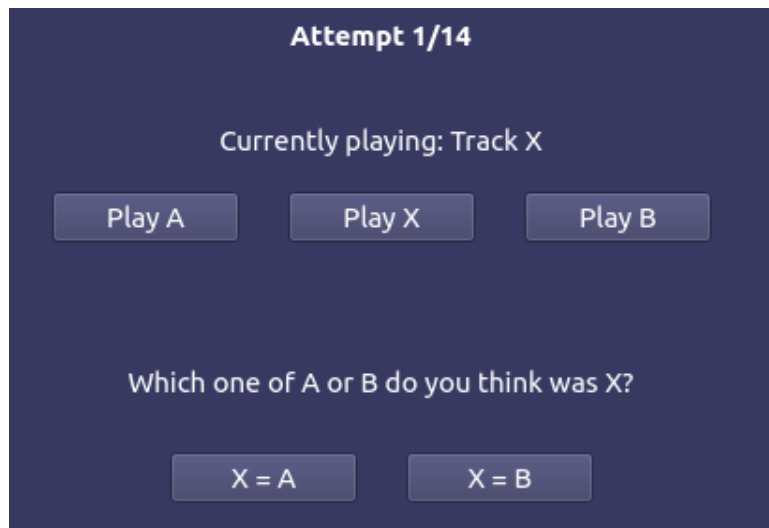 Attempt 1/14
Currently playing: Track X
Play A
Play X
Play B
Which one of A or B do you think was X?
X = A
X = B